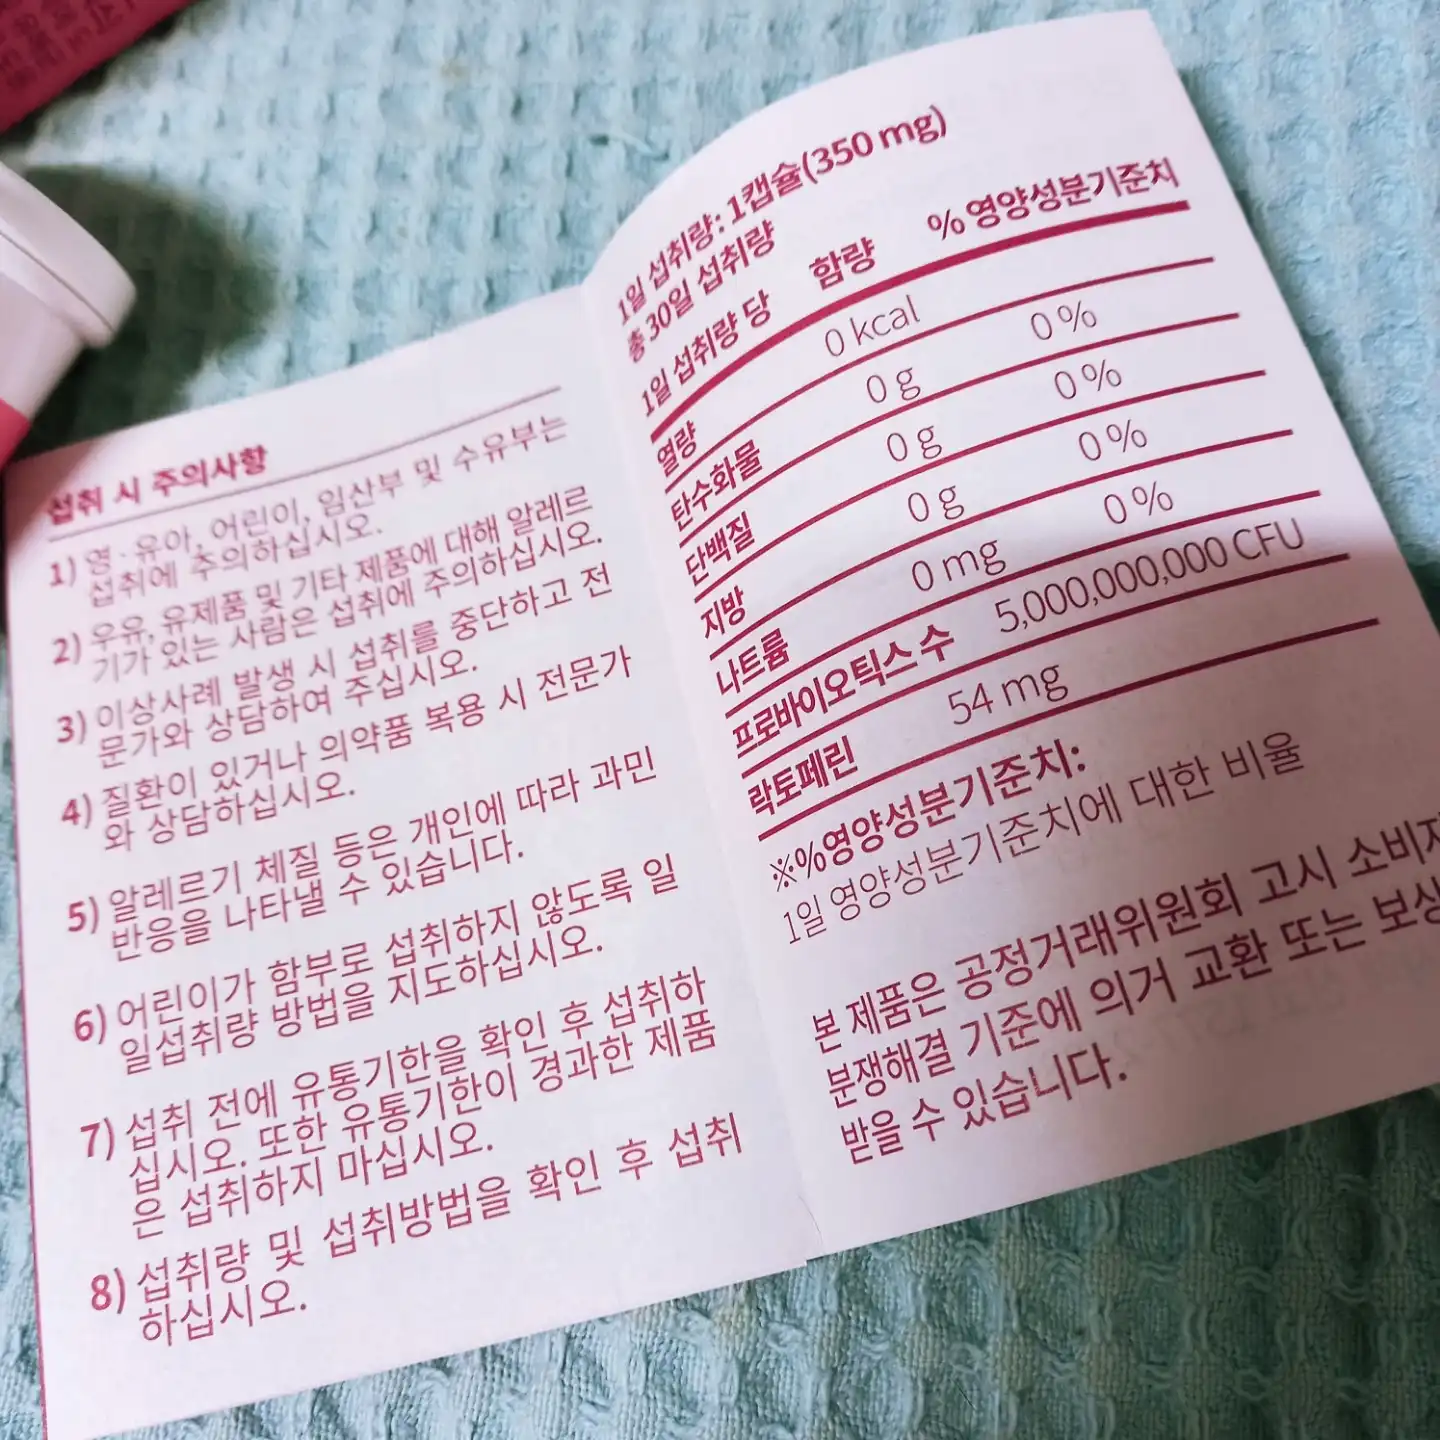 섭취 시 주의사항
1) 영·유아, 어린이, 임산부 및 수유부는
섭취에 주의하십시오.
2) 우유, 유제품 및 기타 제품에 대해 알레르
기가 있는 사람은 섭취에 주의하십시오.
3) 이상사례 발생 시 섭취를 중단하고 전
문가와 상담하여 주십시오.
4) 질환이 있거나 의약품 복용 시 전문가
와 상담하십시오.
5) 알레르기 체질 등은 개인에 따라 과민
반응을 나타낼 수 있습니다.
6) 어린이가 함부로 섭취하지 않도록 일
일섭취량 방법을 지도하십시오.
7) 섭취 전에 유통기한을 확인 후 섭취하
십시오. 또한 유통기한이 경과한 제품
은 섭취하지 마십시오.
8) 섭취량 및 섭취방법을 확인 후 섭취
하십시오.
1일 섭취량: 1캡슐(350 mg)
총 30일 섭취량
1일 섭취량 당 함량 % 영양성분기준치
열량 0 kcal
탄수화물 0 g 0 %
단백질 0 g 0 %
지방 0 g 0 %
나트륨 0 mg 0 %
프로바이오틱스 수 5,000,000,000 CFU
락토페린 54 mg
※%영양성분기준치:
1일 영양성분기준치에 대한 비율
본 제품은 공정거래위원회 고시 소비자
분쟁해결 기준에 의거 교환 또는 보상
받을 수 있습니다.